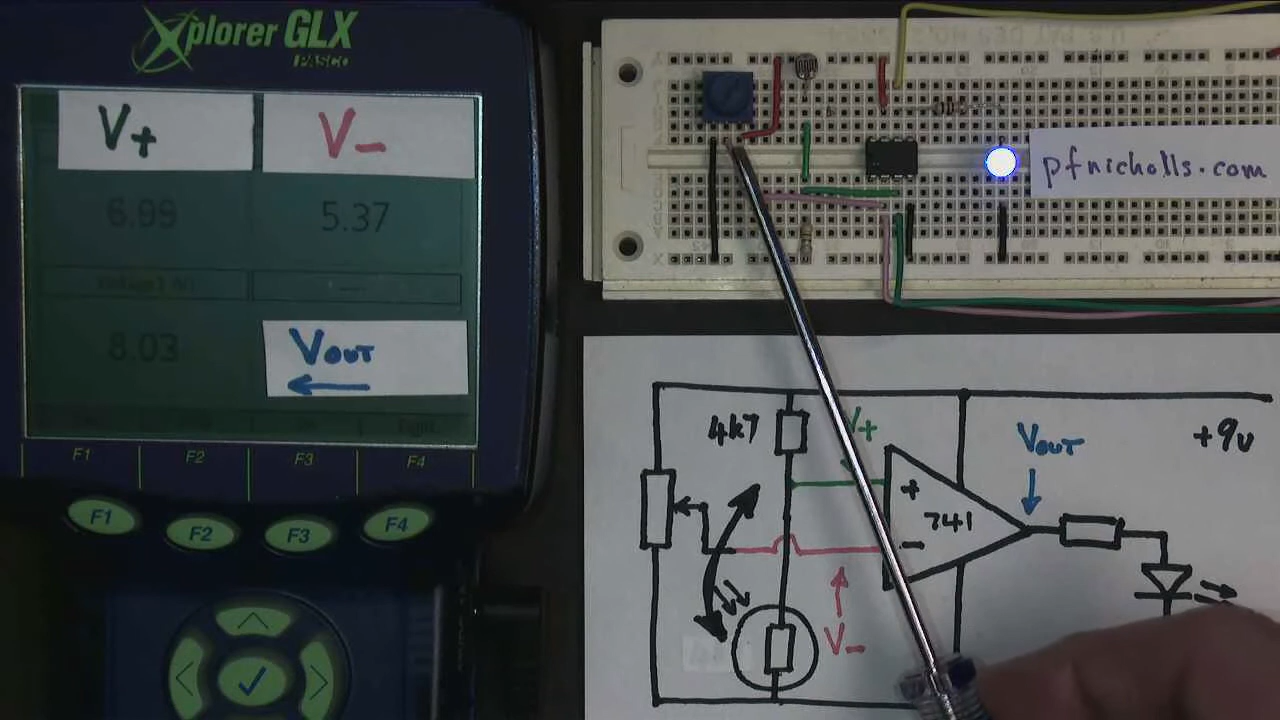 Xplorer GLX
PASCO
V+
V-
6.99
5.37
8.03
VOUT
F1
F2
F3
F4
F1
F2
F3
F4
pfnicholls.com
4k7
V+
VOUT
+9v
+
741
-
V-